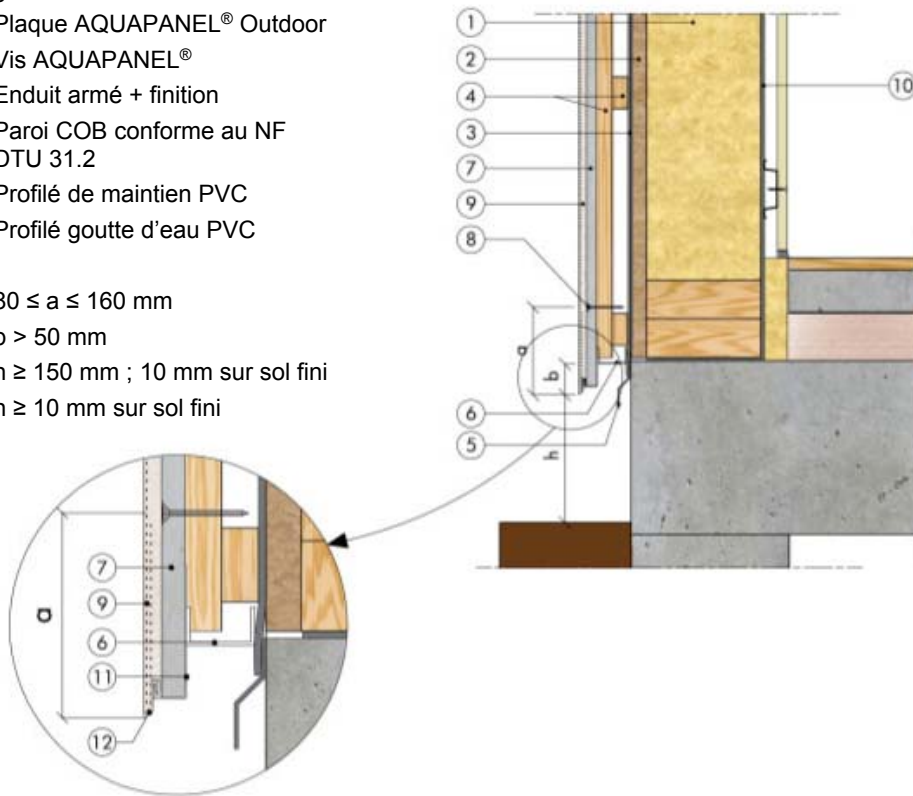 Plaque AQUAPANEL® Outdoor
Vis AQUAPANEL®
Enduit armé + finition
Paroi COB conforme au NF
DTU 31.2
Profilé de maintien PVC
Profilé goutte d’eau PVC
30 ≤ a ≤ 160 mm
b > 50 mm
h ≥ 150 mm ; 10 mm sur sol fini
h ≥ 10 mm sur sol fini
1
2
4
3
7
9
8
6
5
10
a
b
h
a
7
9
6
11
12